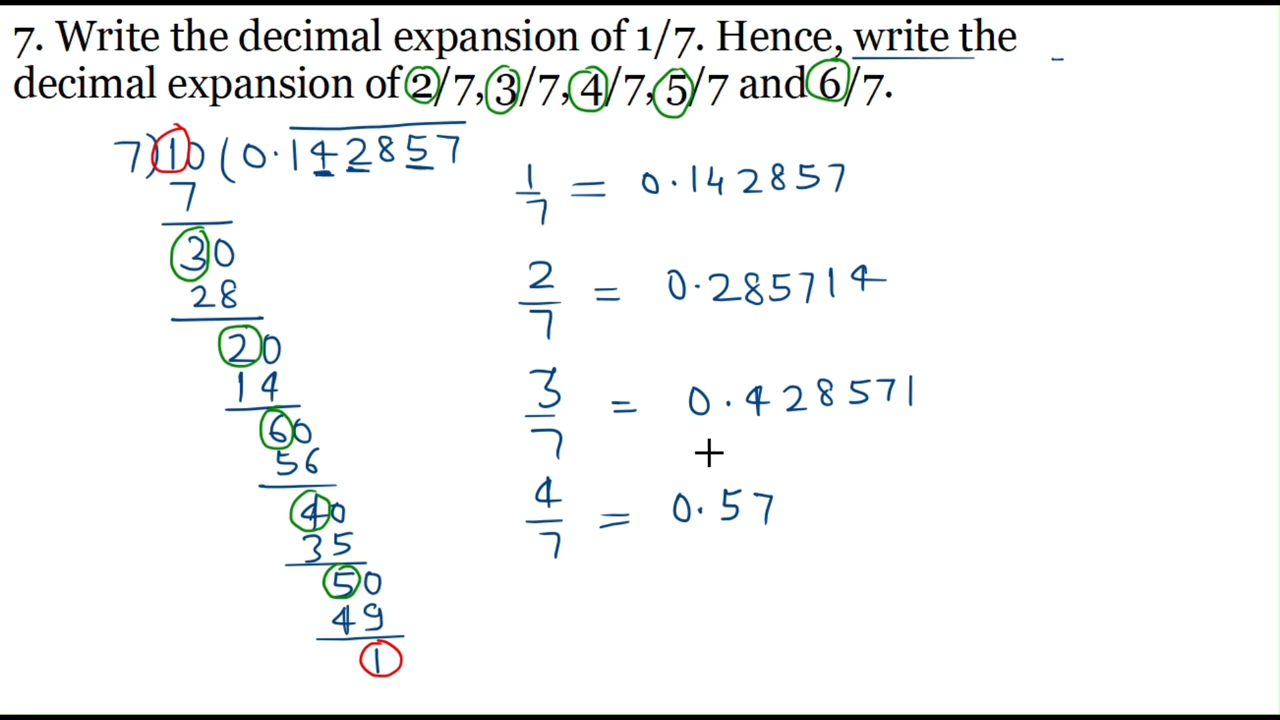 7. Write the decimal expansion of 1/7. Hence, write the
decimal expansion of 2/7, 3/7, 4/7, 5/7 and 6/7.
7)10(0.142857
7
30
28
20
14
60
56
40
35
50
49
1
1/7 = 0.142857
2/7 = 0.285714
3/7 = 0.428571
4/7 = 0.57